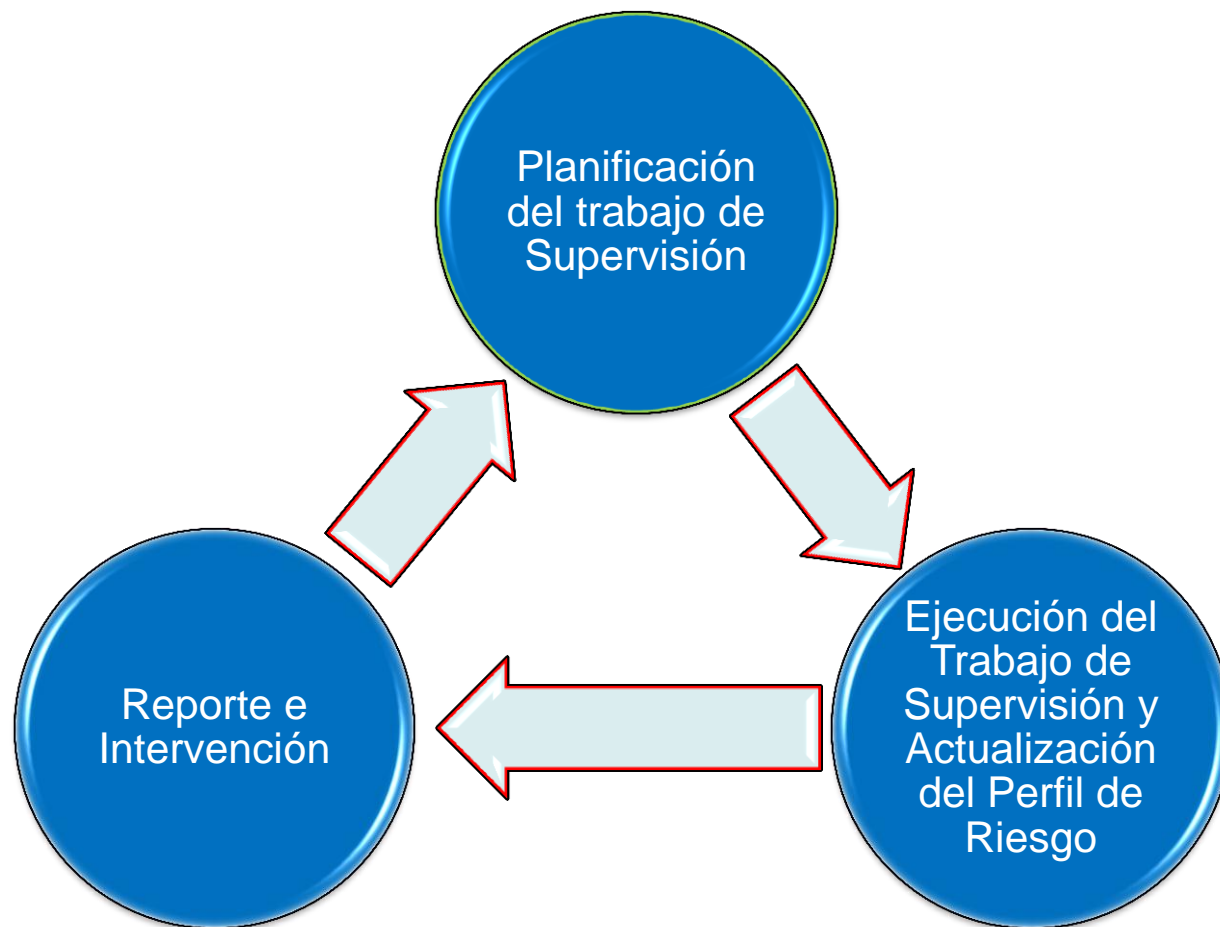 Planificación
del trabajo de
Supervisión
Ejecución del
Trabajo de
Supervisión y
Actualización
del Perfil de
Riesgo
Reporte e
Intervención